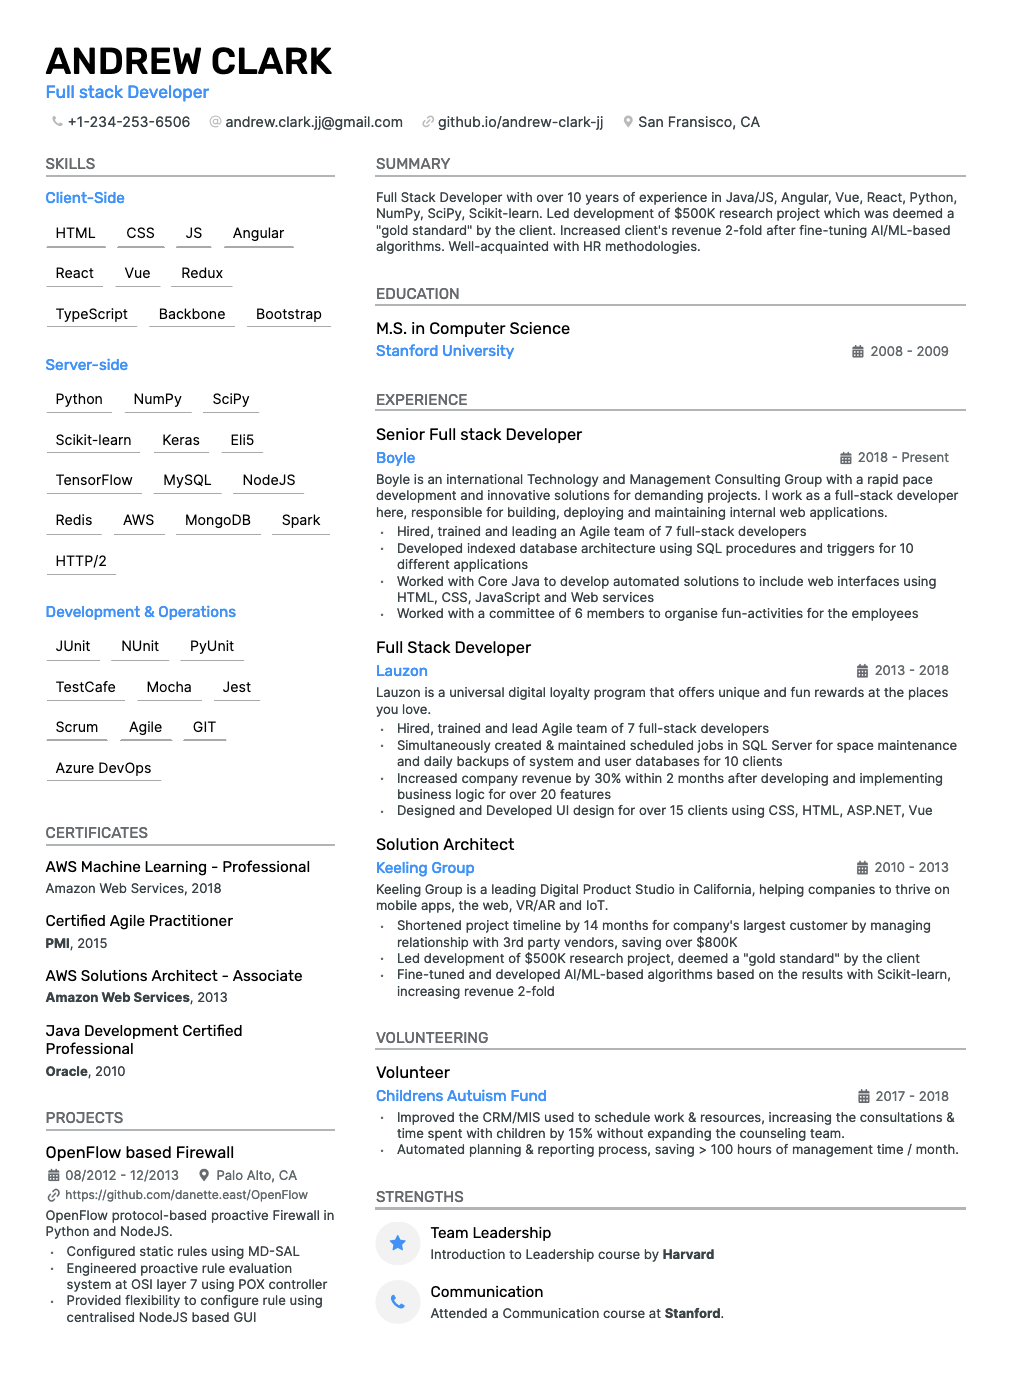 ANDREW CLARK
Full stack Developer
+1-234-253-6506 andrew.clark.jj@gmail.com github.io/andrew-clark-jj San Fransisco, CA
SKILLS
Client-Side
HTML CSS JS Angular
React Vue Redux
TypeScript Backbone Bootstrap
Server-side
Python NumPy SciPy
Scikit-learn Keras Eli5
TensorFlow MySQL NodeJS
Redis AWS MongoDB Spark
HTTP/2
Development & Operations
JUnit NUnit PyUnit
TestCafe Mocha Jest
Scrum Agile GIT
Azure DevOps
CERTIFICATES
AWS Machine Learning - Professional
Amazon Web Services, 2018
Certified Agile Practitioner
PMI, 2015
AWS Solutions Architect - Associate
Amazon Web Services, 2013
Java Development Certified
Professional
Oracle, 2010
PROJECTS
OpenFlow based Firewall
08/2012 - 12/2013 Palo Alto, CA
https://github.com/danette.east/OpenFlow
OpenFlow protocol-based proactive Firewall in
Python and NodeJS.
· Configured static rules using MD-SAL
· Engineered proactive rule evaluation
system at OSI layer 7 using POX controller
· Provided flexibility to configure rule using
centralised NodeJS based GUI
SUMMARY
Full Stack Developer with over 10 years of experience in Java/JS, Angular, Vue, React, Python,
NumPy, SciPy, Scikit-learn. Led development of $500K research project which was deemed a
"gold standard" by the client. Increased client's revenue 2-fold after fine-tuning AI/ML-based
algorithms. Well-acquainted with HR methodologies.
EDUCATION
M.S. in Computer Science
Stanford University 2008 - 2009
EXPERIENCE
Senior Full stack Developer
Boyle 2018 - Present
Boyle is an international Technology and Management Consulting Group with a rapid pace
development and innovative solutions for demanding projects. I work as a full-stack developer
here, responsible for building, deploying and maintaining internal web applications.
· Hired, trained and leading an Agile team of 7 full-stack developers
· Developed indexed database architecture using SQL procedures and triggers for 10
different applications
· Worked with Core Java to develop automated solutions to include web interfaces using
HTML, CSS, JavaScript and Web services
· Worked with a committee of 6 members to organise fun-activities for the employees
Full Stack Developer
Lauzon 2013 - 2018
Lauzon is a universal digital loyalty program that offers unique and fun rewards at the places
you love.
· Hired, trained and lead Agile team of 7 full-stack developers
· Simultaneously created & maintained scheduled jobs in SQL Server for space maintenance
and daily backups of system and user databases for 10 clients
· Increased company revenue by 30% within 2 months after developing and implementing
business logic for over 20 features
· Designed and Developed UI design for over 15 clients using CSS, HTML, ASP.NET, Vue
Solution Architect
Keeling Group 2010 - 2013
Keeling Group is a leading Digital Product Studio in California, helping companies to thrive on
mobile apps, the web, VR/AR and IoT.
· Shortened project timeline by 14 months for company's largest customer by managing
relationship with 3rd party vendors, saving over $800K
· Led development of $500K research project, deemed a "gold standard" by the client
· Fine-tuned and developed AI/ML-based algorithms based on the results with Scikit-learn,
increasing revenue 2-fold
VOLUNTEERING
Volunteer
Childrens Autuism Fund 2017 - 2018
· Improved the CRM/MIS used to schedule work & resources, increasing the consultations &
time spent with children by 15% without expanding the counseling team.
· Automated planning & reporting process, saving > 100 hours of management time / month.
STRENGTHS
Team Leadership
Introduction to Leadership course by Harvard
Communication
Attended a Communication course at Stanford.